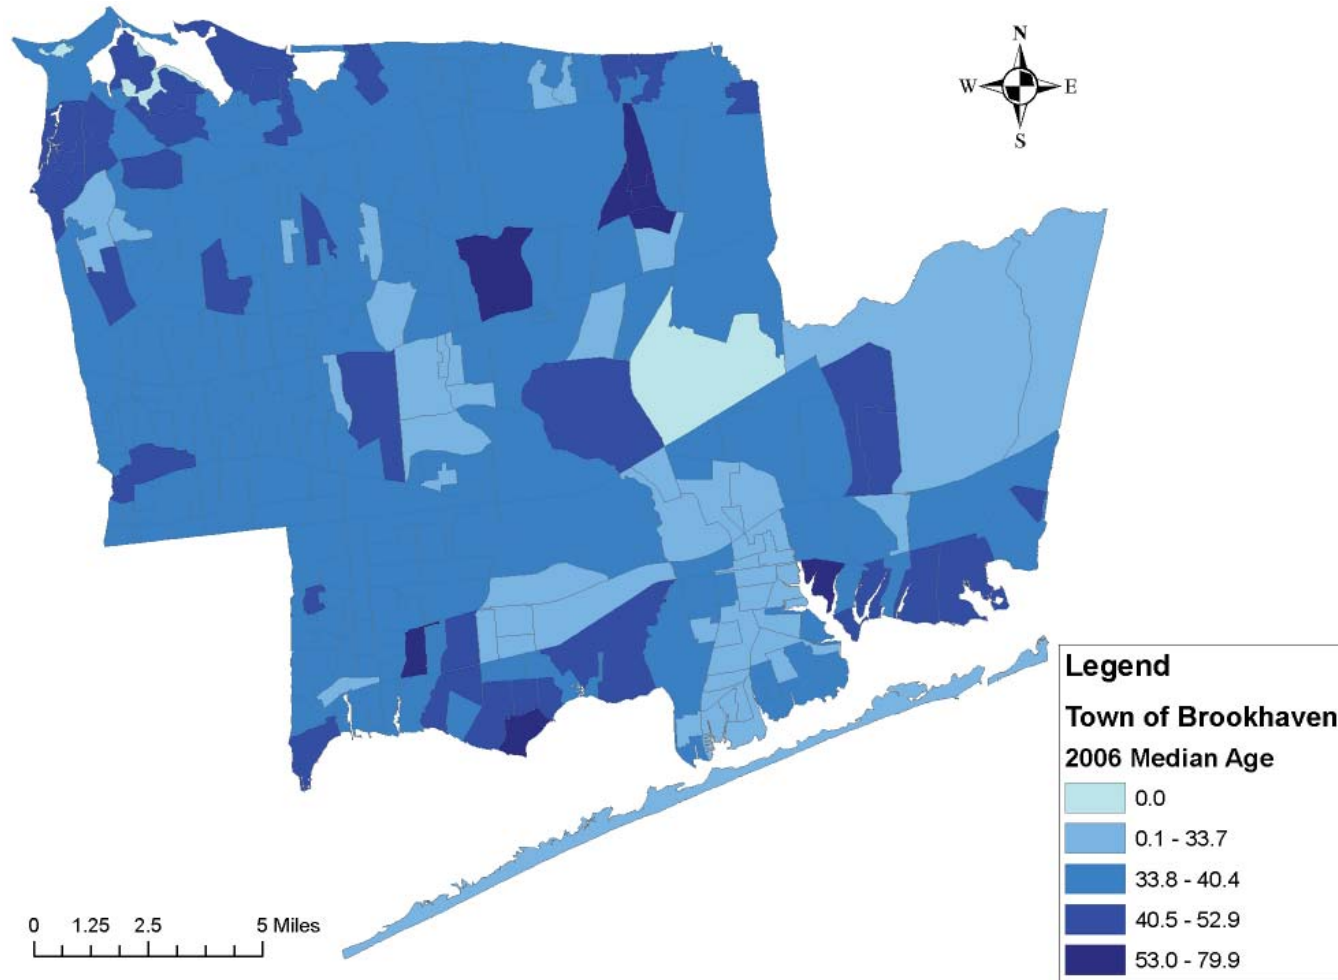 N
W E
S
Legend
Town of Brookhaven
2006 Median Age
0.0
0.1 - 33.7
33.8 - 40.4
40.5 - 52.9
53.0 - 79.9
0 1.25 2.5 5 Miles